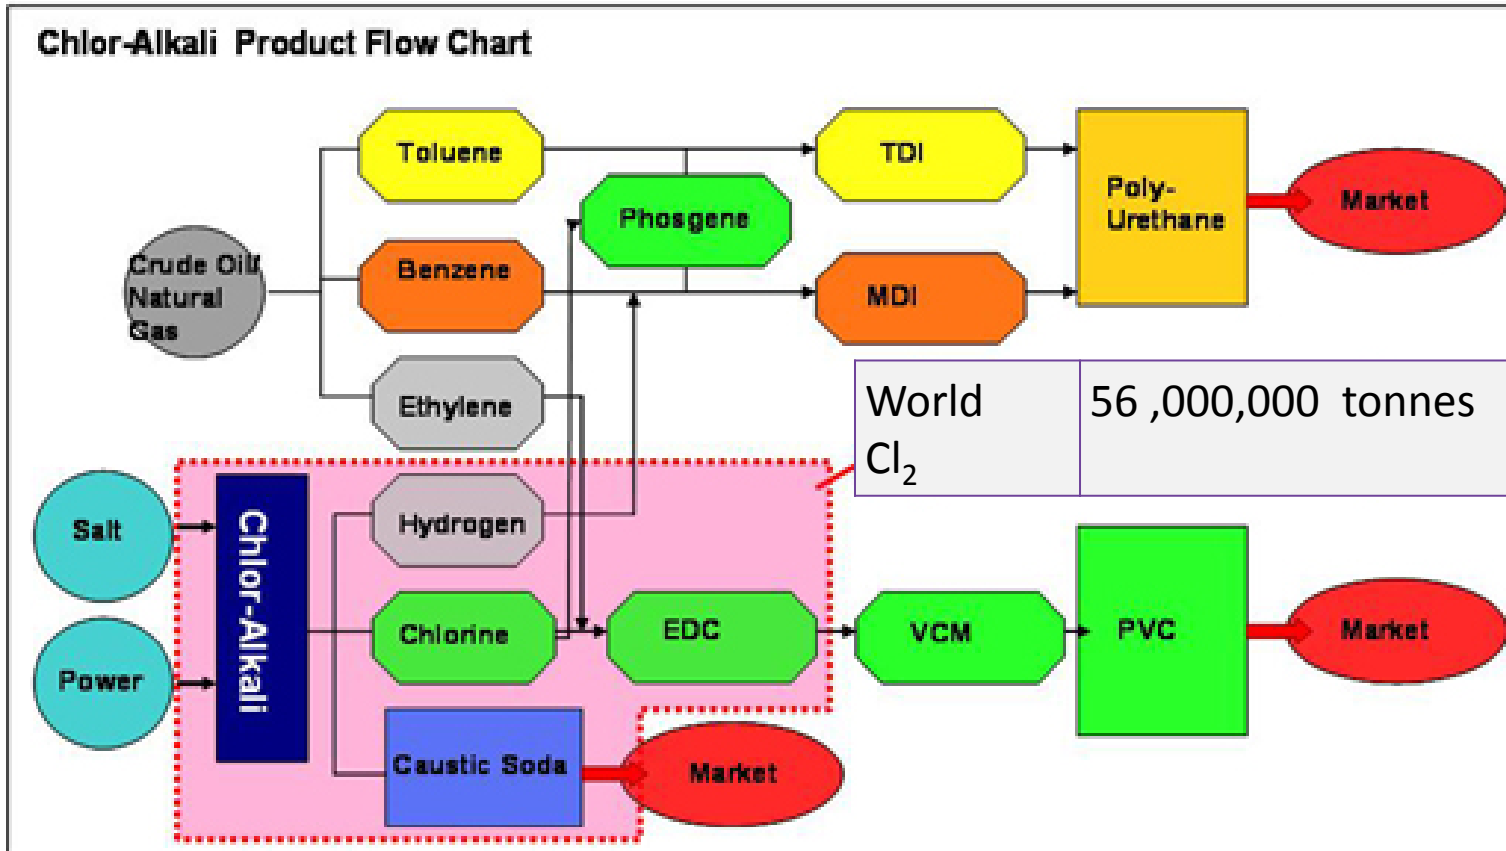 Chlor-Alkali Product Flow Chart
Toluene
TDI
Poly-
Urethane
Market
Phosgene
Crude Oil/
Natural
Gas
Benzene
MDI
Ethylene
World
Cl₂
56 ,000,000 tonnes
Salt
Chlor-Alkali
Hydrogen
Power
Chlorine
EDC
VCM
PVC
Market
Caustic Soda
Market